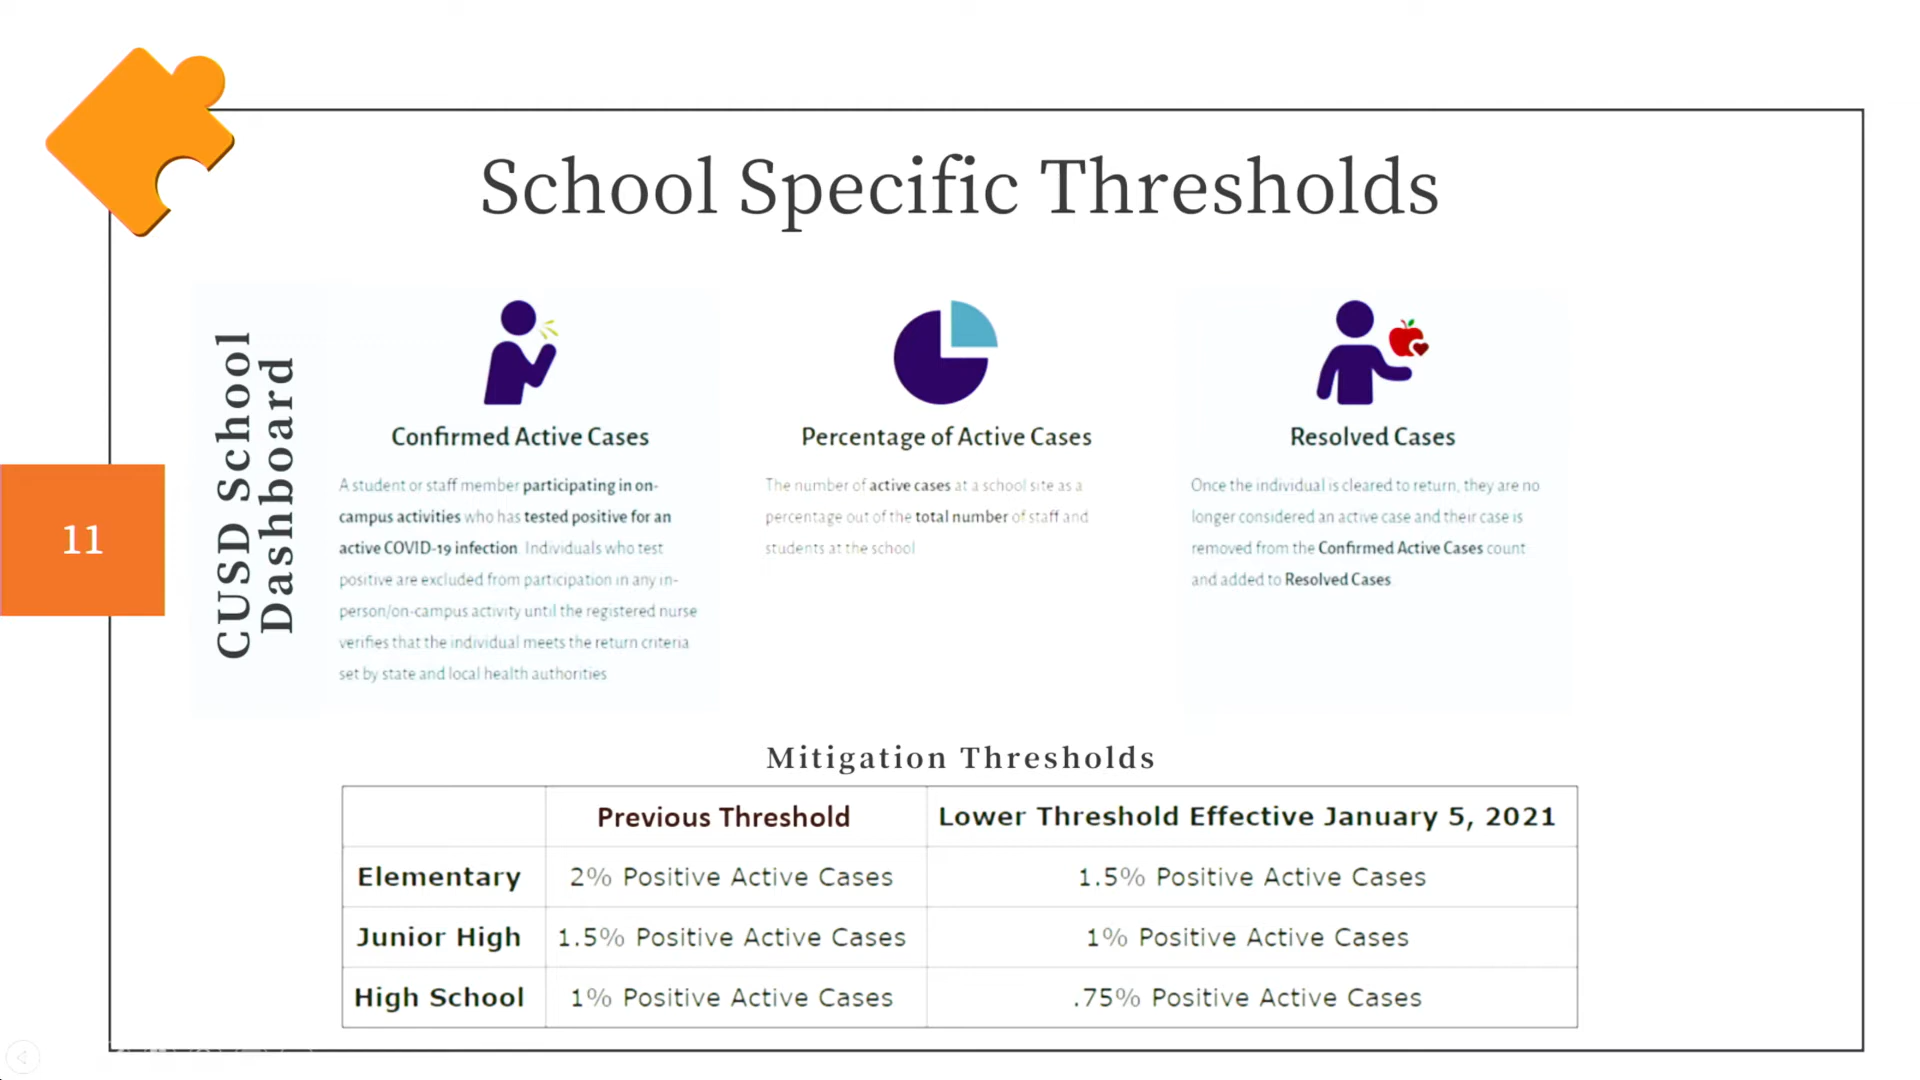 School Specific Thresholds
CUSD School
Dashboard
11
Confirmed Active Cases
A student or staff member participating in on-
campus activities who has tested positive for an
active COVID-19 infection. Individuals who test
positive are excluded from participation in any in-
person/on-campus activity until the registered nurse
verifies that the individual meets the return criteria
set by state and local health authorities
Percentage of Active Cases
The number of active cases at a school site as a
percentage out of the total number of staff and
students at the school
Resolved Cases
Once the individual is cleared to return, they are no
longer considered an active case and their case is
removed from the Confirmed Active Cases count
and added to Resolved Cases
Mitigation Thresholds
Previous Threshold Lower Threshold Effective January 5, 2021
Elementary 2% Positive Active Cases 1.5% Positive Active Cases
Junior High 1.5% Positive Active Cases 1% Positive Active Cases
High School 1% Positive Active Cases .75% Positive Active Cases